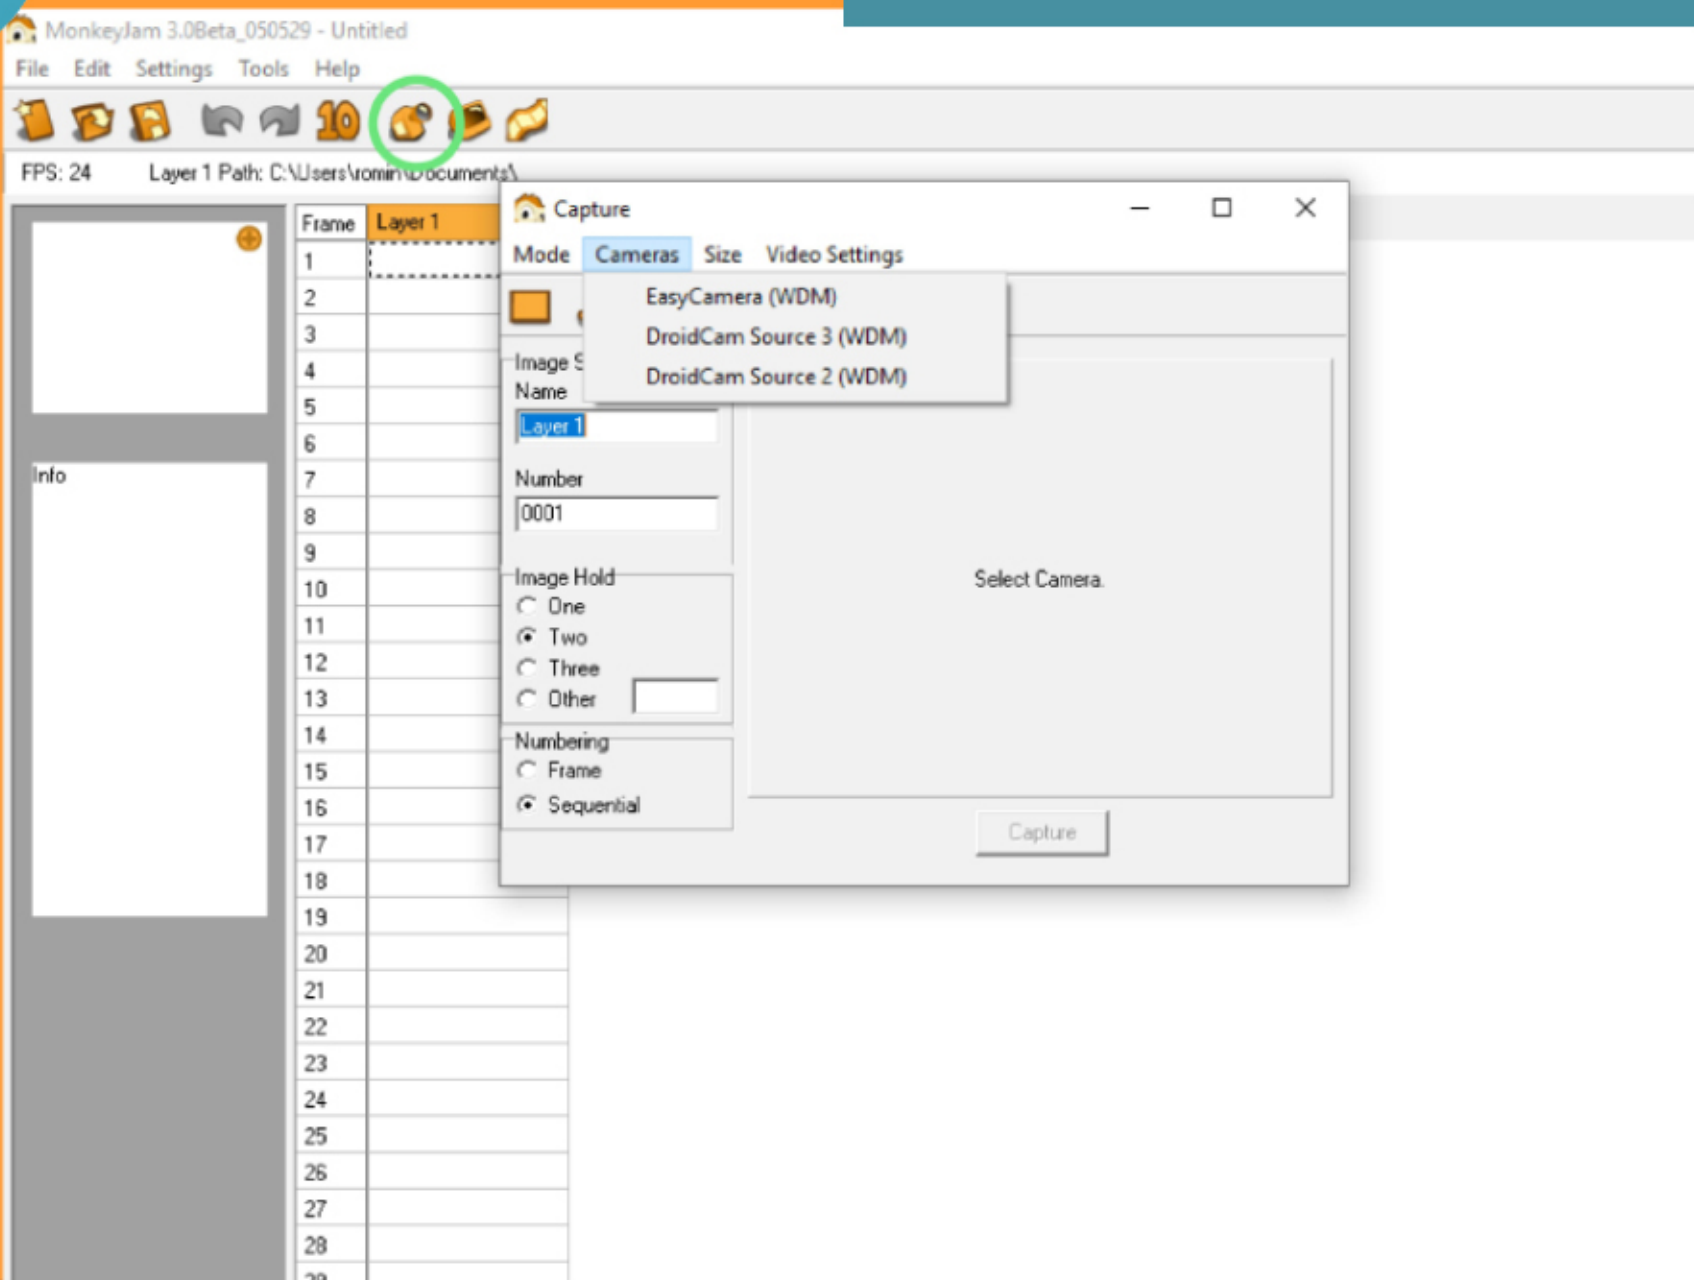 MonkeyJam 3.0Beta_050529 - Untitled
File Edit Settings Tools Help
10
FPS: 24 Layer 1 Path: C:\Users\romin\Documents\
Capture
Mode Cameras Size Video Settings
EasyCamera (WDM)
DroidCam Source 3 (WDM)
DroidCam Source 2 (WDM)
Image S
Name
Layer 1
Number
0001
Image Hold
One
Two
Three
Other
Numbering
Frame
Sequential
Select Camera.
Capture
Info
Frame Layer 1
1
2
3
4
5
6
7
8
9
10
11
12
13
14
15
16
17
18
19
20
21
22
23
24
25
26
27
28
29